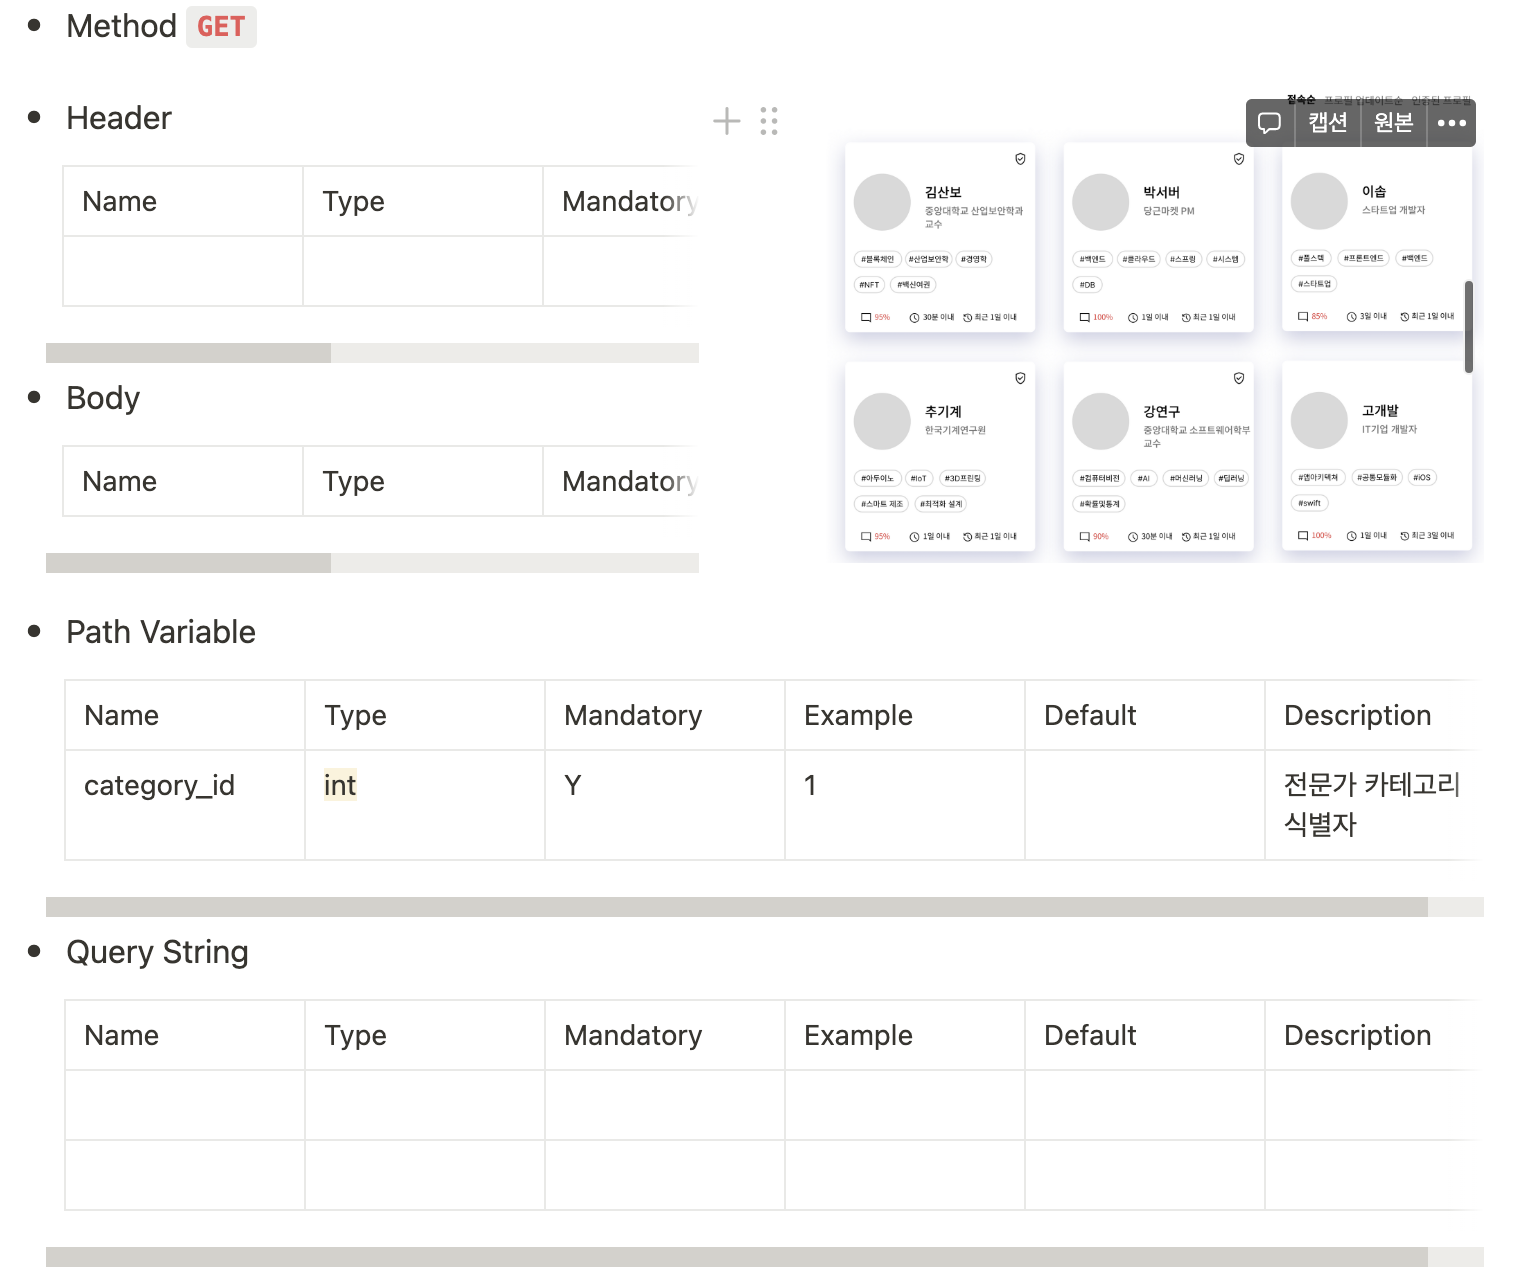 Method GET
Header
Name Type Mandatory
접속순 프로필 업데이트순 인증된 프로필
캡션 원본
김산보
중앙대학교 산업보안학과
교수
#블록체인 #산업보안학 #경영학
#NFT #백신여권
95% 30분 이내 최근 1일 이내
박서버
당근마켓 PM
#백엔드 #클라우드 #스프링 #시스템
#DB
100% 1일 이내 최근 1일 이내
이솝
스타트업 개발자
#풀스텍 #프론트엔드 #백엔드
#스타트업
85% 3일 이내 최근 1일 이내
Body
Name Type Mandatory
추기계
한국기계연구원
#아두이노 #IoT #3D프린팅
#스마트 제조 #최적화 설계
95% 1일 이내 최근 1일 이내
강연구
중앙대학교 소프트웨어학부
교수
#컴퓨터비전 #AI #머신러닝 #딥러닝
#확률및통계
90% 30분 이내 최근 1일 이내
고개발
IT기업 개발자
#앱아키텍쳐 #공통모듈화 #iOS
#swift
100% 1일 이내 최근 3일 이내
Path Variable
Name Type Mandatory Example Default Description
category_id int Y 1 전문가 카테고리
식별자
Query String
Name Type Mandatory Example Default Description